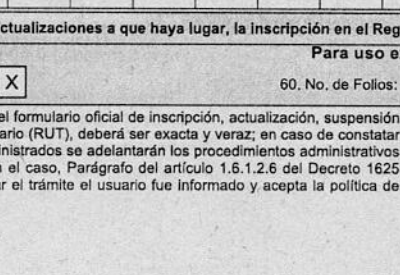 ctualizaciones a que haya lugar, la inscripción en el Reg
Para uso e
X
60. No. de Folios:
el formulario oficial de inscripción, actualización, suspensión
ario (RUT), deberá ser exacta y veraz; en caso de constatar
inistrados se adelantarán los procedimientos administrativos
el caso, Parágrafo del artículo 1.6.1.2.6 del Decreto 1625
ar el trámite el usuario fue informado y acepta la política de